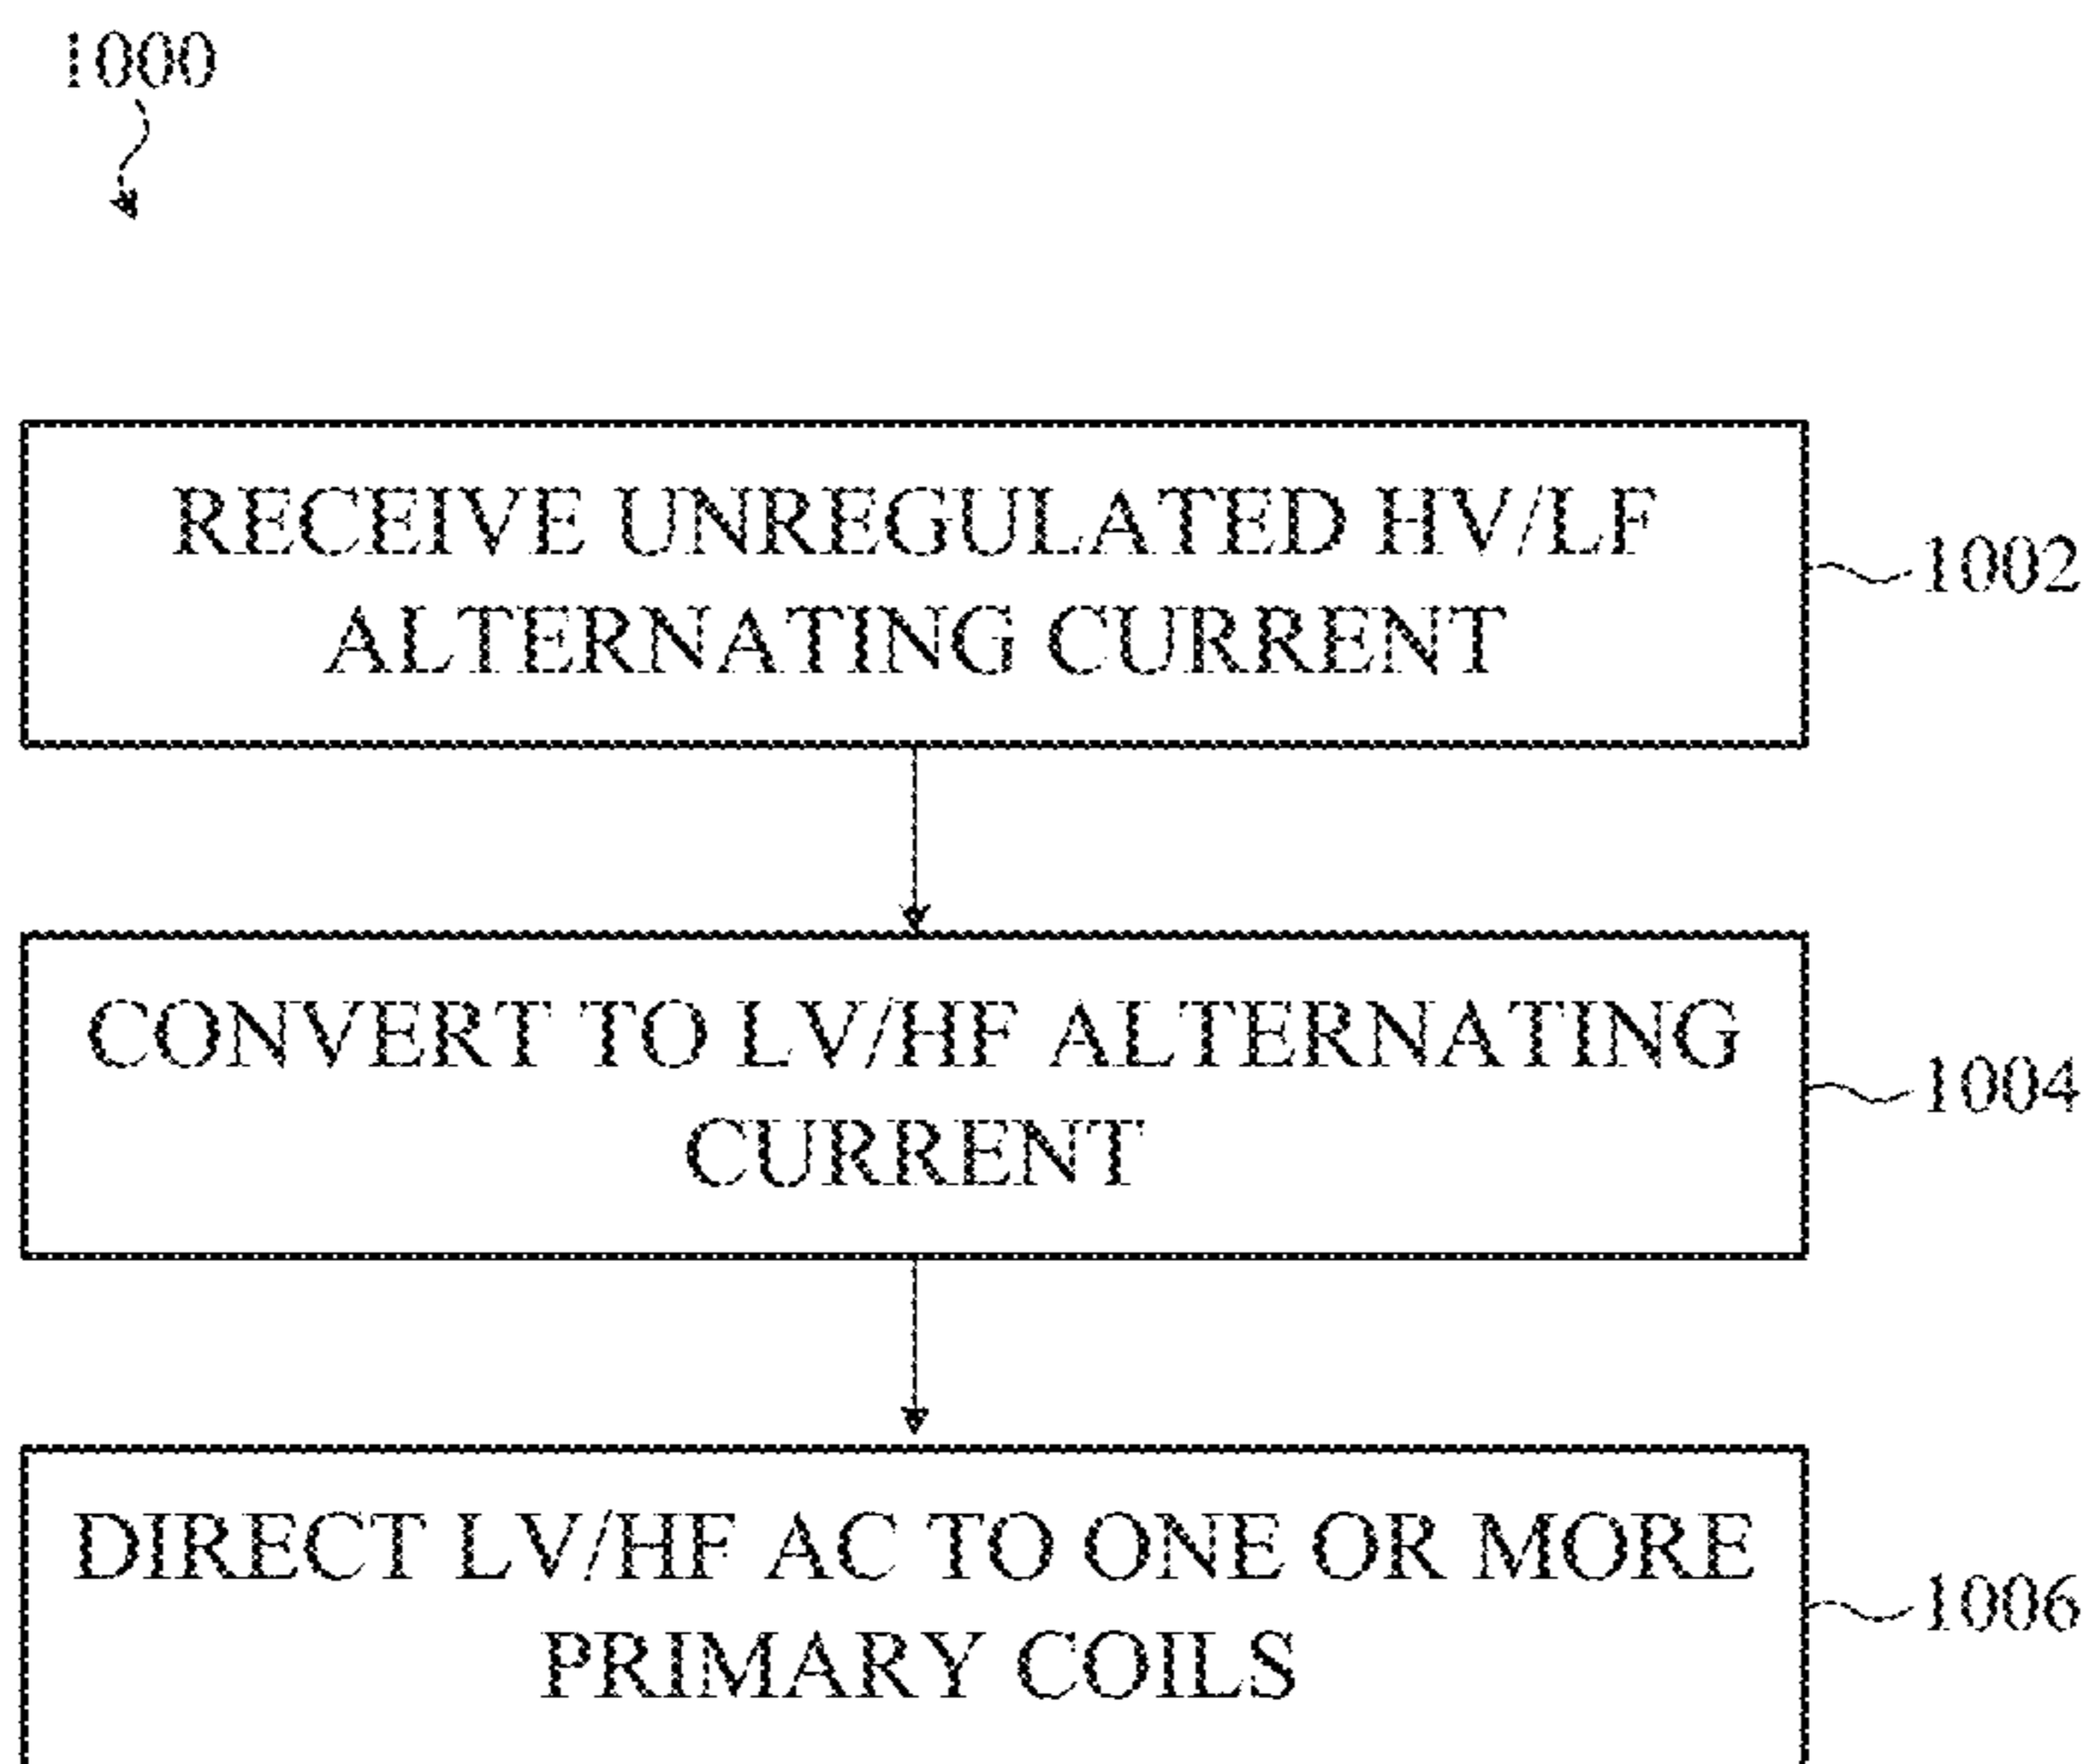 1000
RECEIVE UNREGULATED HV/LF
ALTERNATING CURRENT
1002
CONVERT TO LV/HF ALTERNATING
CURRENT
1004
DIRECT LV/HF AC TO ONE OR MORE
PRIMARY COILS
1006